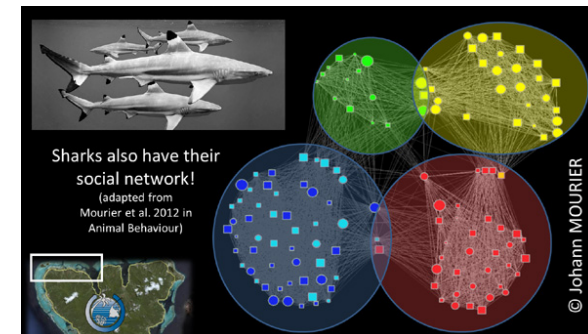 Sharks also have their
social network!
(adapted from
Mourier et al. 2012 in
Animal Behaviour)
© Johann MOURIER